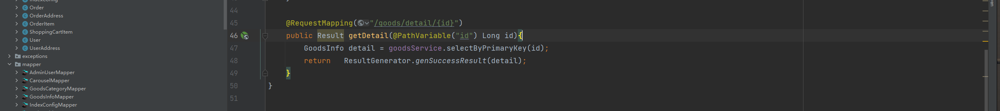 IndexConfig
Order
OrderAddress
OrderItem
ShoppingCartItem
User
UserAddress
exceptions
mapper
AdminUserMapper
CarouselMapper
GoodsCategoryMapper
GoodsInfoMapper
IndexConfigMapper
44
45 @RequestMapping("/goods/detail/{id}")
46 public Result getDetail(@PathVariable("id") Long id){
47 GoodsInfo detail = goodsService.selectByPrimaryKey(id);
48 return ResultGenerator.genSuccessResult(detail);
49 }
50 }
51
ven